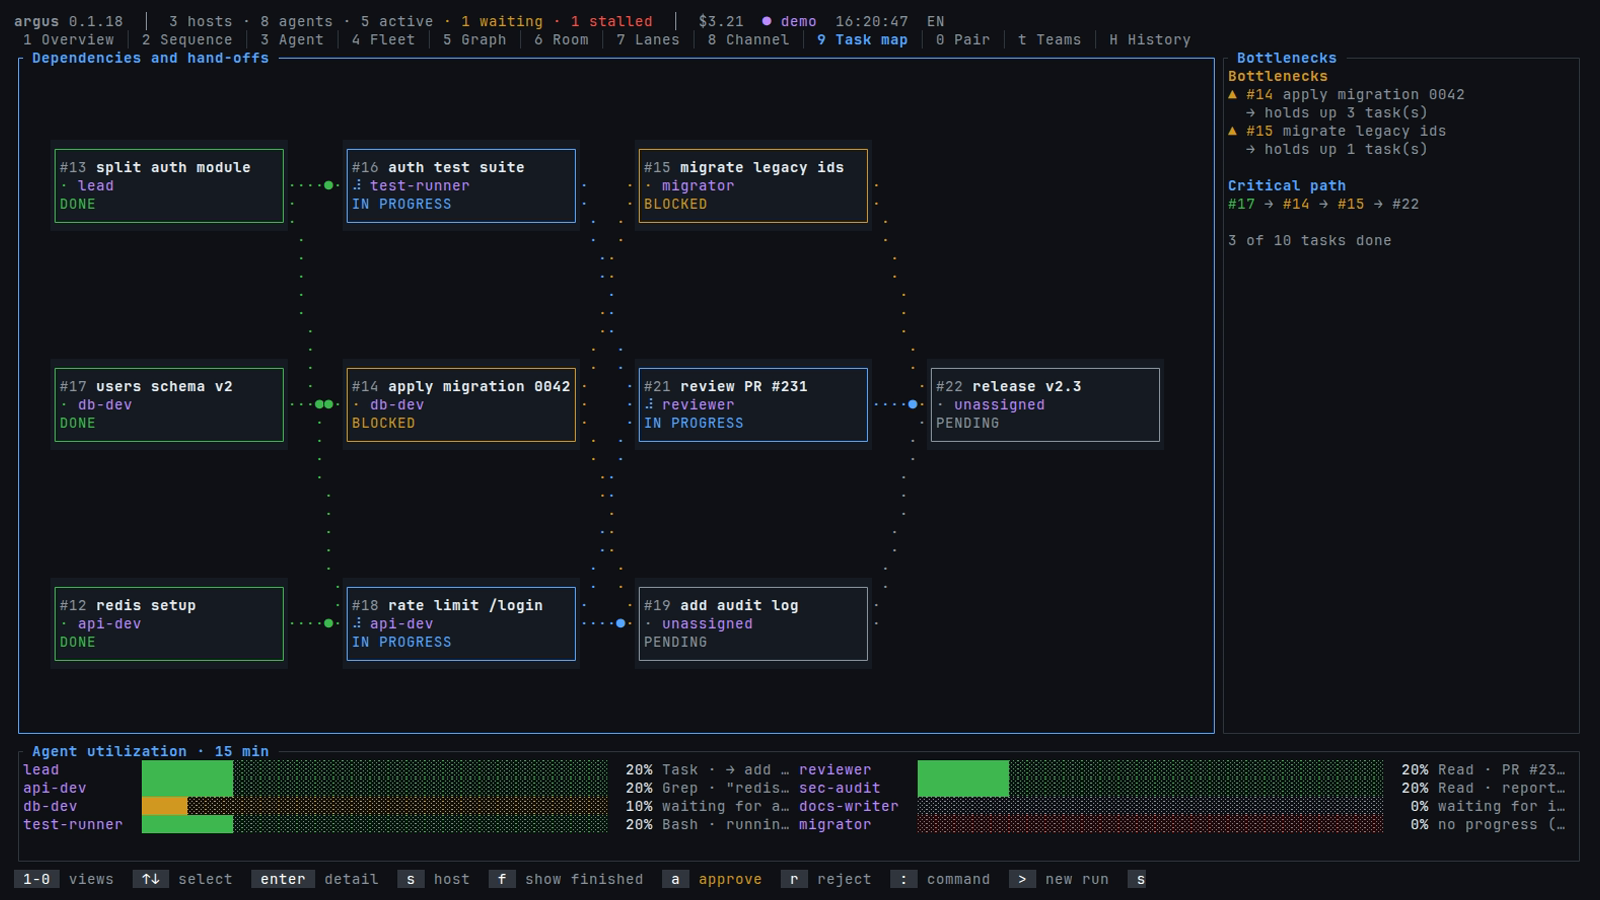 argus 0.1.18 │ 3 hosts · 8 agents · 5 active · 1 waiting · 1 stalled │ $3.21 ● demo 16:20:47 EN
1 Overview │ 2 Sequence │ 3 Agent │ 4 Fleet │ 5 Graph │ 6 Room │ 7 Lanes │ 8 Channel │ 9 Task map │ 0 Pair │ t Teams │ H History
Dependencies and hand-offs
#13 split auth module
· lead
DONE
#16 auth test suite
test-runner
IN PROGRESS
#15 migrate legacy ids
· migrator
BLOCKED
#17 users schema v2
· db-dev
DONE
#14 apply migration 0042
· db-dev
BLOCKED
#21 review PR #231
reviewer
IN PROGRESS
#22 release v2.3
· unassigned
PENDING
#12 redis setup
· api-dev
DONE
#18 rate limit /login
api-dev
IN PROGRESS
#19 add audit log
· unassigned
PENDING
Bottlenecks
Bottlenecks
▲ #14 apply migration 0042
→ holds up 3 task(s)
▲ #15 migrate legacy ids
→ holds up 1 task(s)
Critical path
#17 → #14 → #15 → #22
3 of 10 tasks done
Agent utilization · 15 min
lead 20% Task · → add … reviewer 20% Read · PR #23…
api-dev 20% Grep · "redis… sec-audit 20% Read · report…
db-dev 10% waiting for a… docs-writer 0% waiting for i…
test-runner 20% Bash · runnin… migrator 0% no progress (…
1-0 views ↑↓ select enter detail s host f show finished a approve r reject : command > new run s